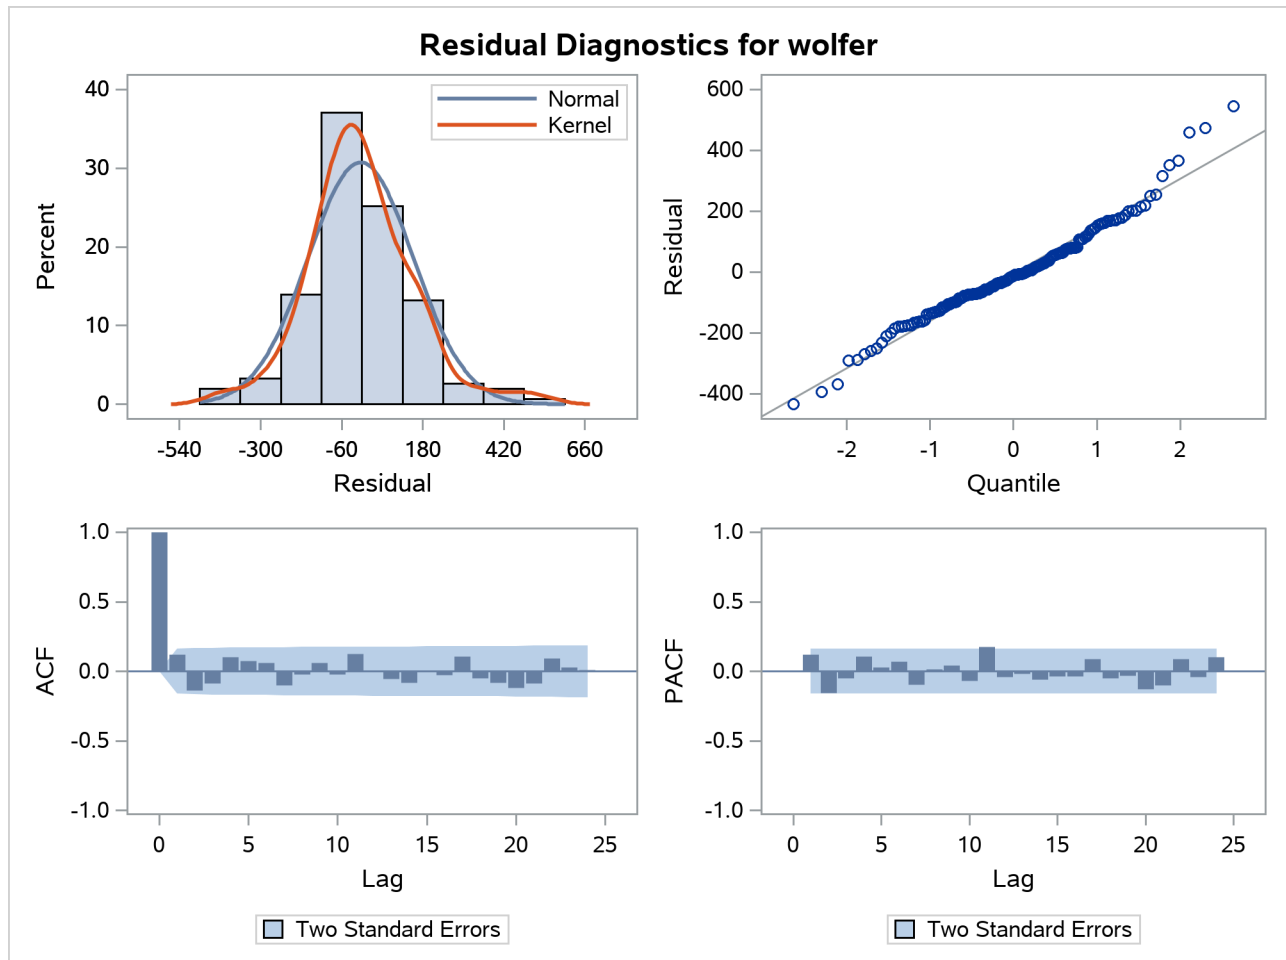 Residual Diagnostics for wolfer
Percent
40
30
20
10
0
Normal
Kernel
-540 -300 -60 180 420 660
Residual
Residual
600
400
200
0
-200
-400
-2 -1 0 1 2
Quantile
ACF
1.0
0.5
0.0
-0.5
-1.0
0 5 10 15 20 25
Lag
Two Standard Errors
PACF
1.0
0.5
0.0
-0.5
-1.0
0 5 10 15 20 25
Lag
Two Standard Errors